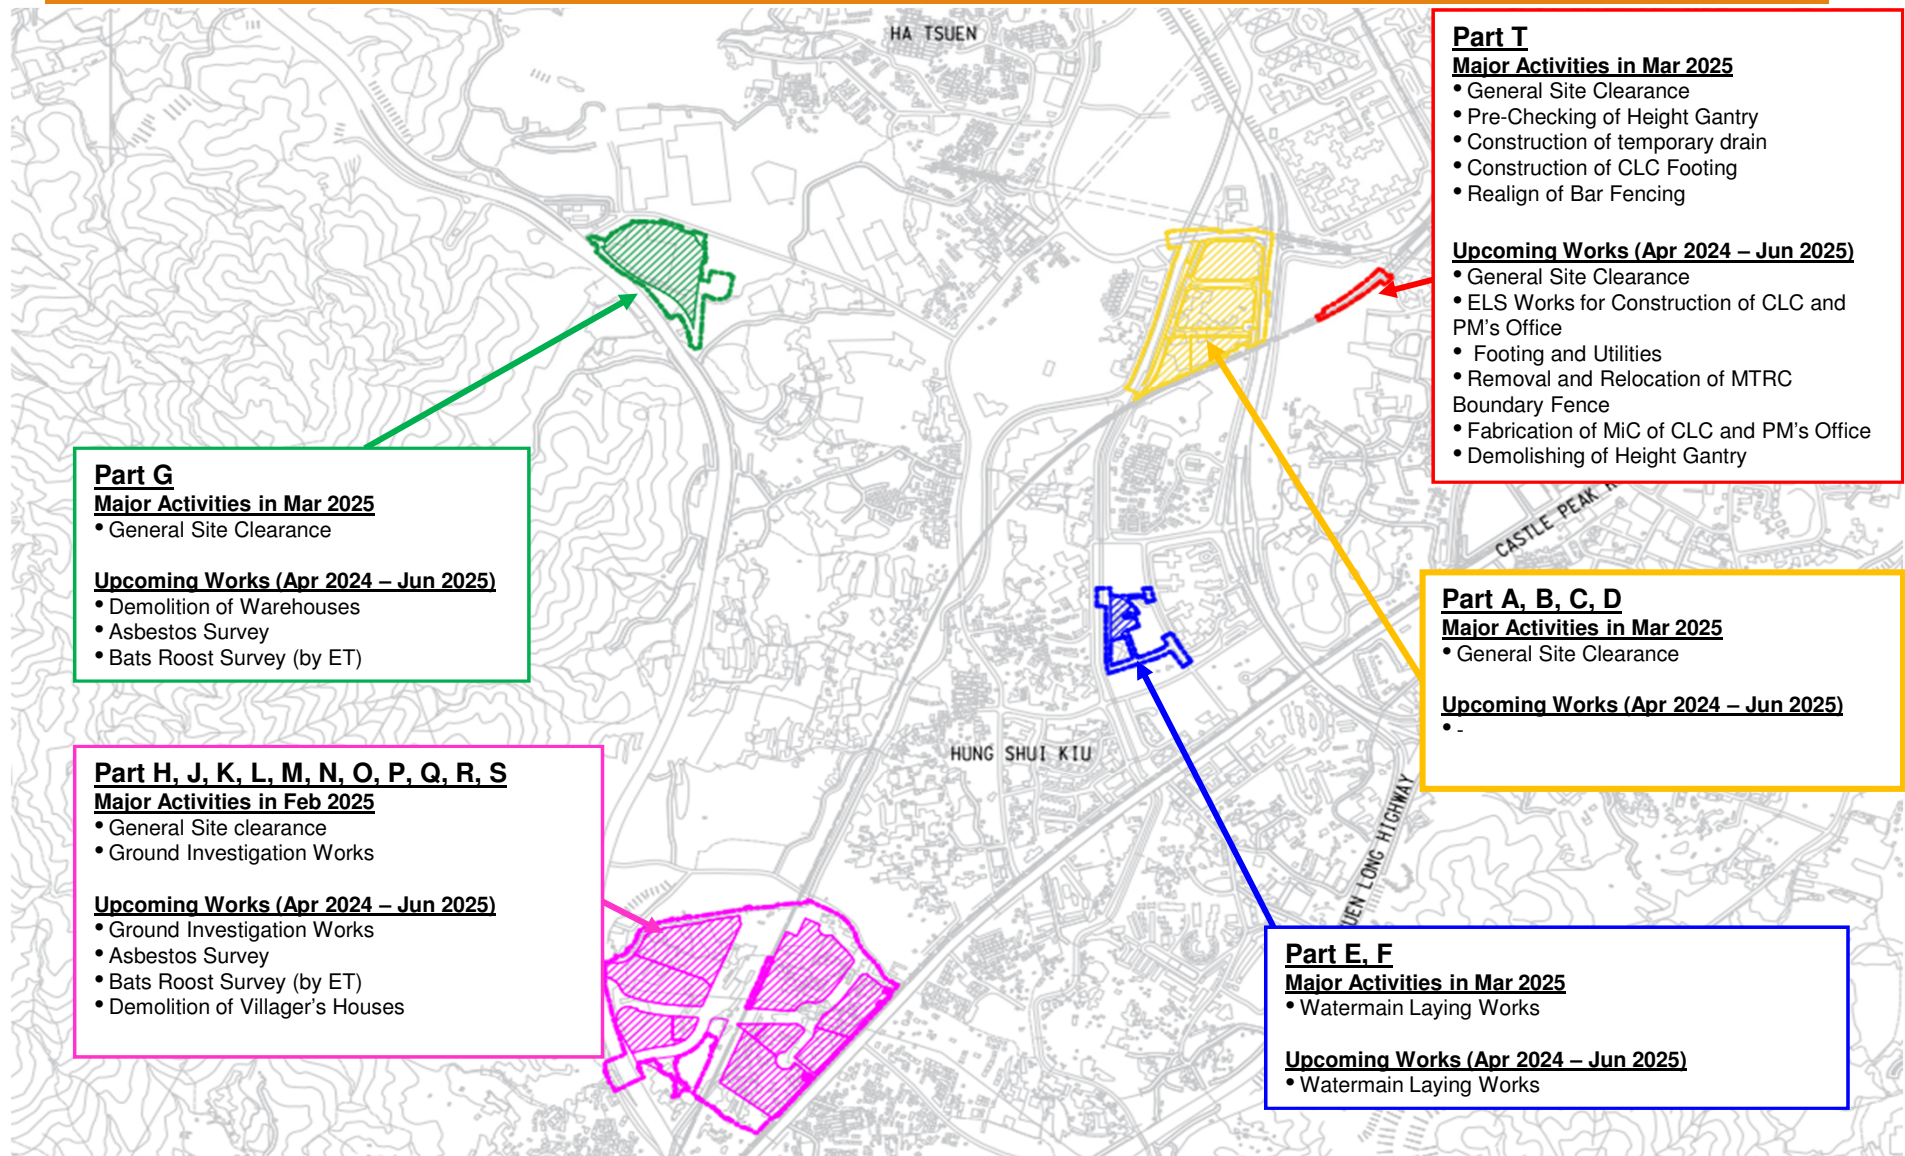 HA TSUEN
Part T
Major Activities in Mar 2025
• General Site Clearance
• Pre-Checking of Height Gantry
• Construction of temporary drain
• Construction of CLC Footing
• Realign of Bar Fencing
Upcoming Works (Apr 2024 – Jun 2025)
• General Site Clearance
• ELS Works for Construction of CLC and
PM's Office
• Footing and Utilities
• Removal and Relocation of MTRC
Boundary Fence
• Fabrication of MiC of CLC and PM's Office
• Demolishing of Height Gantry
Part G
Major Activities in Mar 2025
• General Site Clearance
Upcoming Works (Apr 2024 – Jun 2025)
• Demolition of Warehouses
• Asbestos Survey
• Bats Roost Survey (by ET)
CASTLE PEAK R
Part A, B, C, D
Major Activities in Mar 2025
• General Site Clearance
Upcoming Works (Apr 2024 – Jun 2025)
• -
HUNG SHUI KIU
UEN LONG HIGHWAY
Part H, J, K, L, M, N, O, P, Q, R, S
Major Activities in Feb 2025
• General Site clearance
• Ground Investigation Works
Upcoming Works (Apr 2024 – Jun 2025)
• Ground Investigation Works
• Asbestos Survey
• Bats Roost Survey (by ET)
• Demolition of Villager's Houses
Part E, F
Major Activities in Mar 2025
• Watermain Laying Works
Upcoming Works (Apr 2024 – Jun 2025)
• Watermain Laying Works